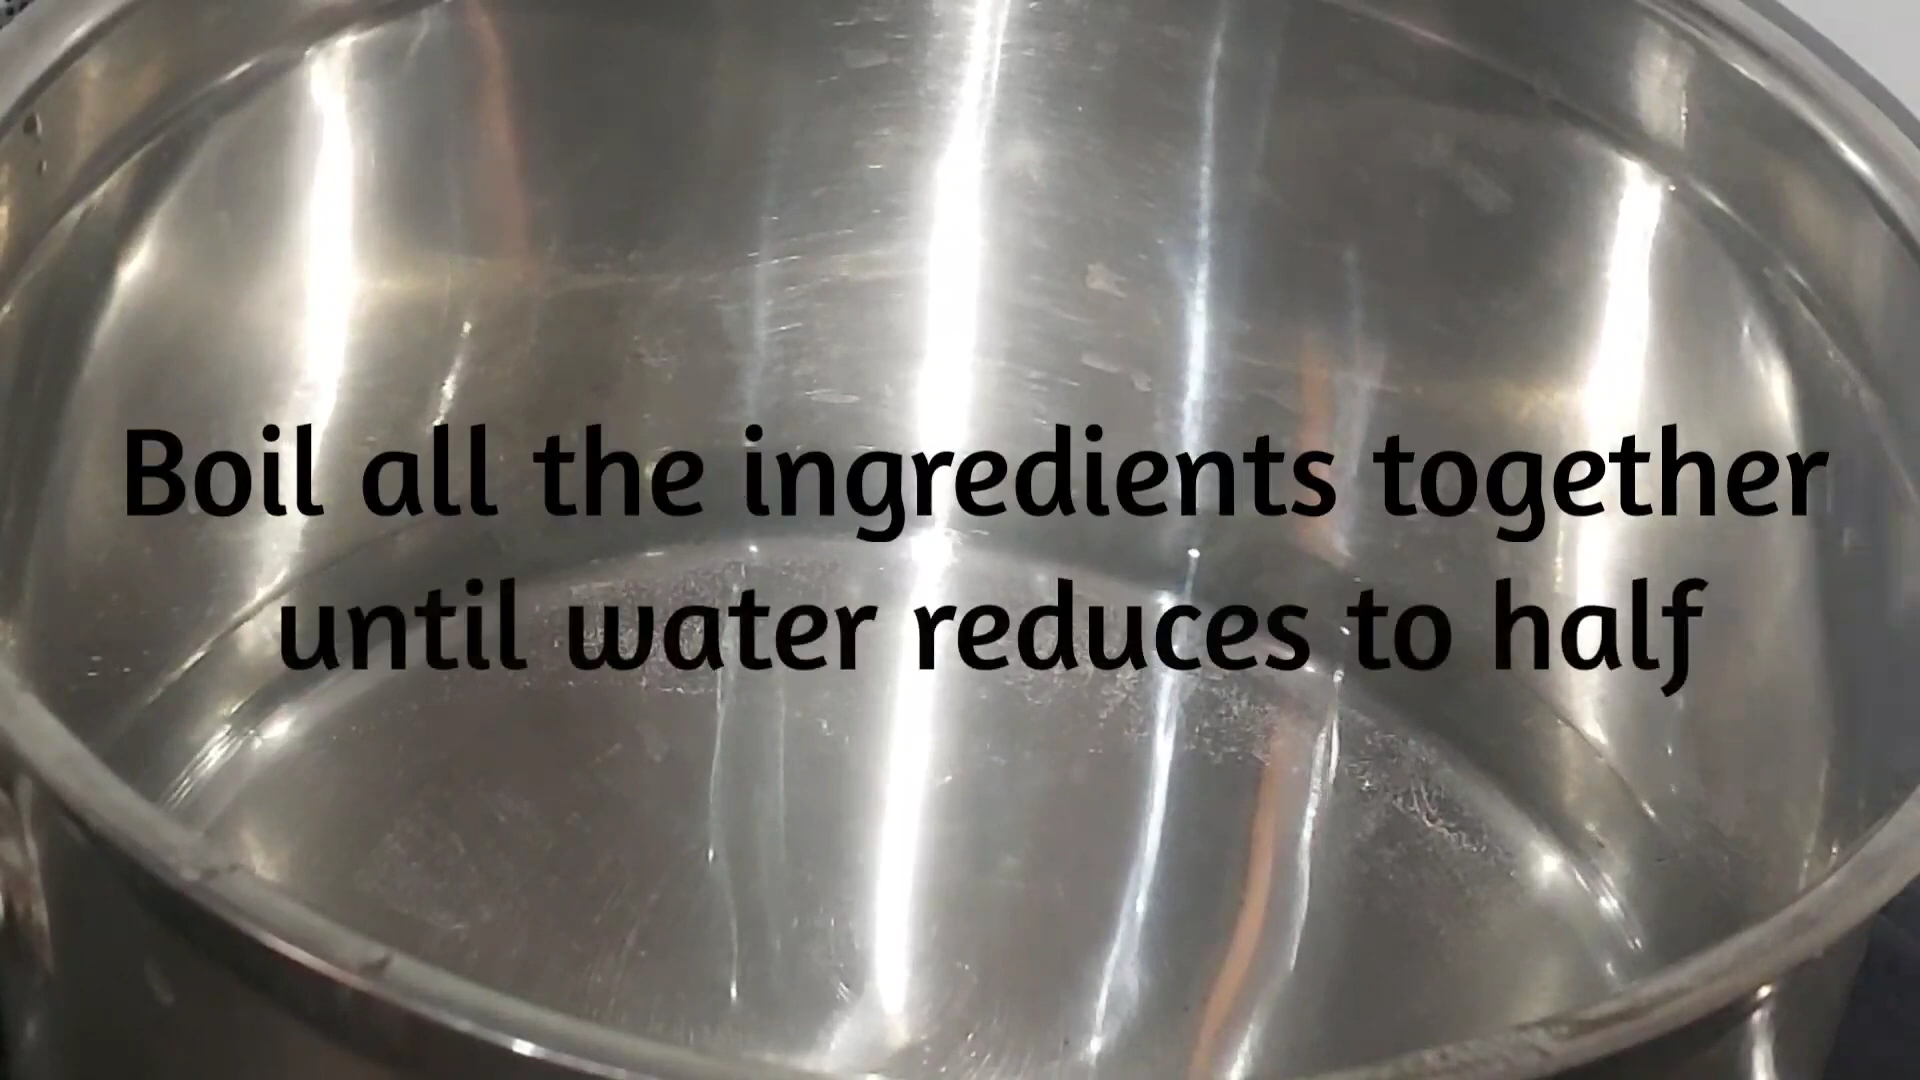 Boil all the ingredients together
until water reduces to half